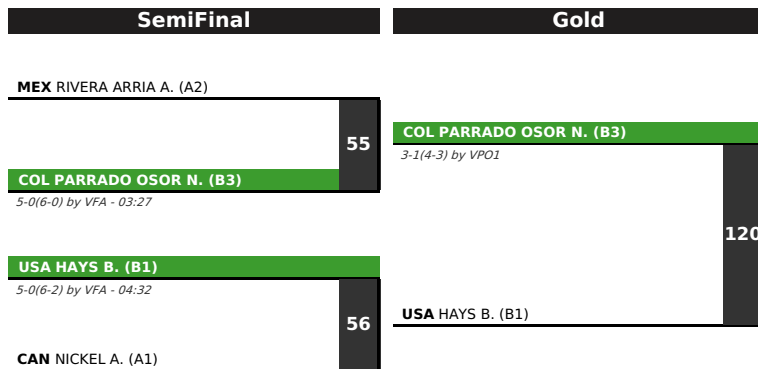 SemiFinal
MEX RIVERA ARRIA A. (A2)
55
COL PARRADO OSOR N. (B3)
5-0(6-0) by VFA - 03:27
USA HAYS B. (B1)
5-0(6-2) by VFA - 04:32
56
CAN NICKEL A. (A1)
Gold
COL PARRADO OSOR N. (B3)
3-1(4-3) by VPO1
120
USA HAYS B. (B1)